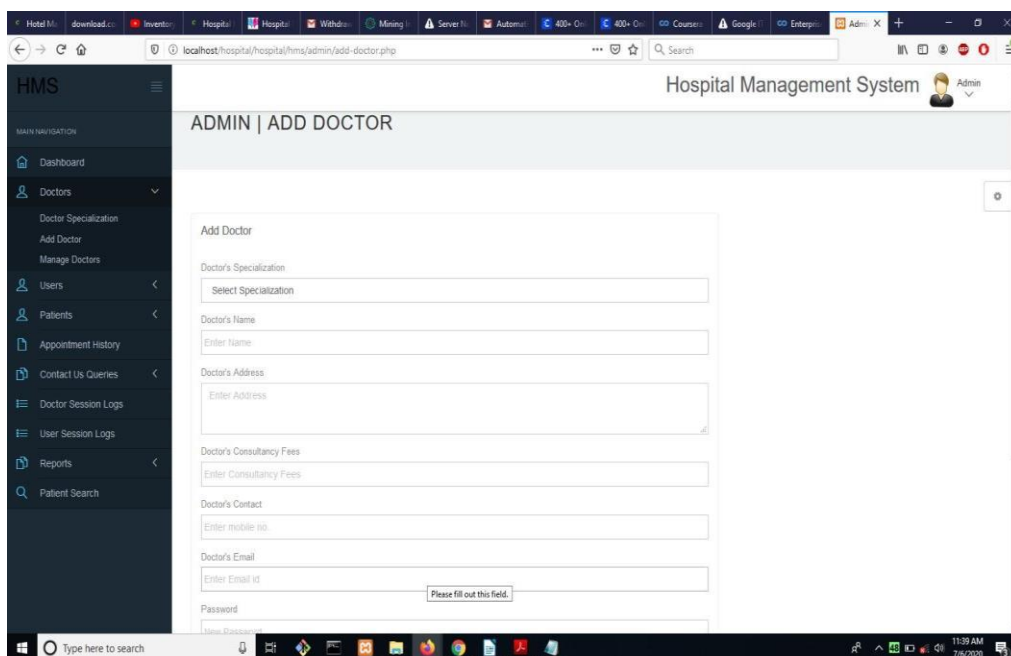 Hotel Ma
download.co
Inventory
Hospital
Hospital
Withdraw
Mining I
Server N
Automat
400+ On
400+ On
Coursera
Google IT
Enterpris
Admi
localhost/hospital/hospital/hms/admin/add-doctor.php
Search
HMS
Hospital Management System
Admin
MAIN NAVIGATION
ADMIN | ADD DOCTOR
Dashboard
Doctors
Doctor Specialization
Add Doctor
Manage Doctors
Users
Patients
Appointment History
Contact Us Queries
Doctor Session Logs
User Session Logs
Reports
Patient Search
Add Doctor
Doctor's Specialization
Select Specialization
Doctor's Name
Enter Name
Doctor's Address
Enter Address
Doctor's Consultancy Fees
Enter Consultancy Fees
Doctor's Contact
Enter mobile no.
Doctor's Email
Enter Email id
Please fill out this field.
Password
New Password
Type here to search
48
11:39 AM
7/6/2020